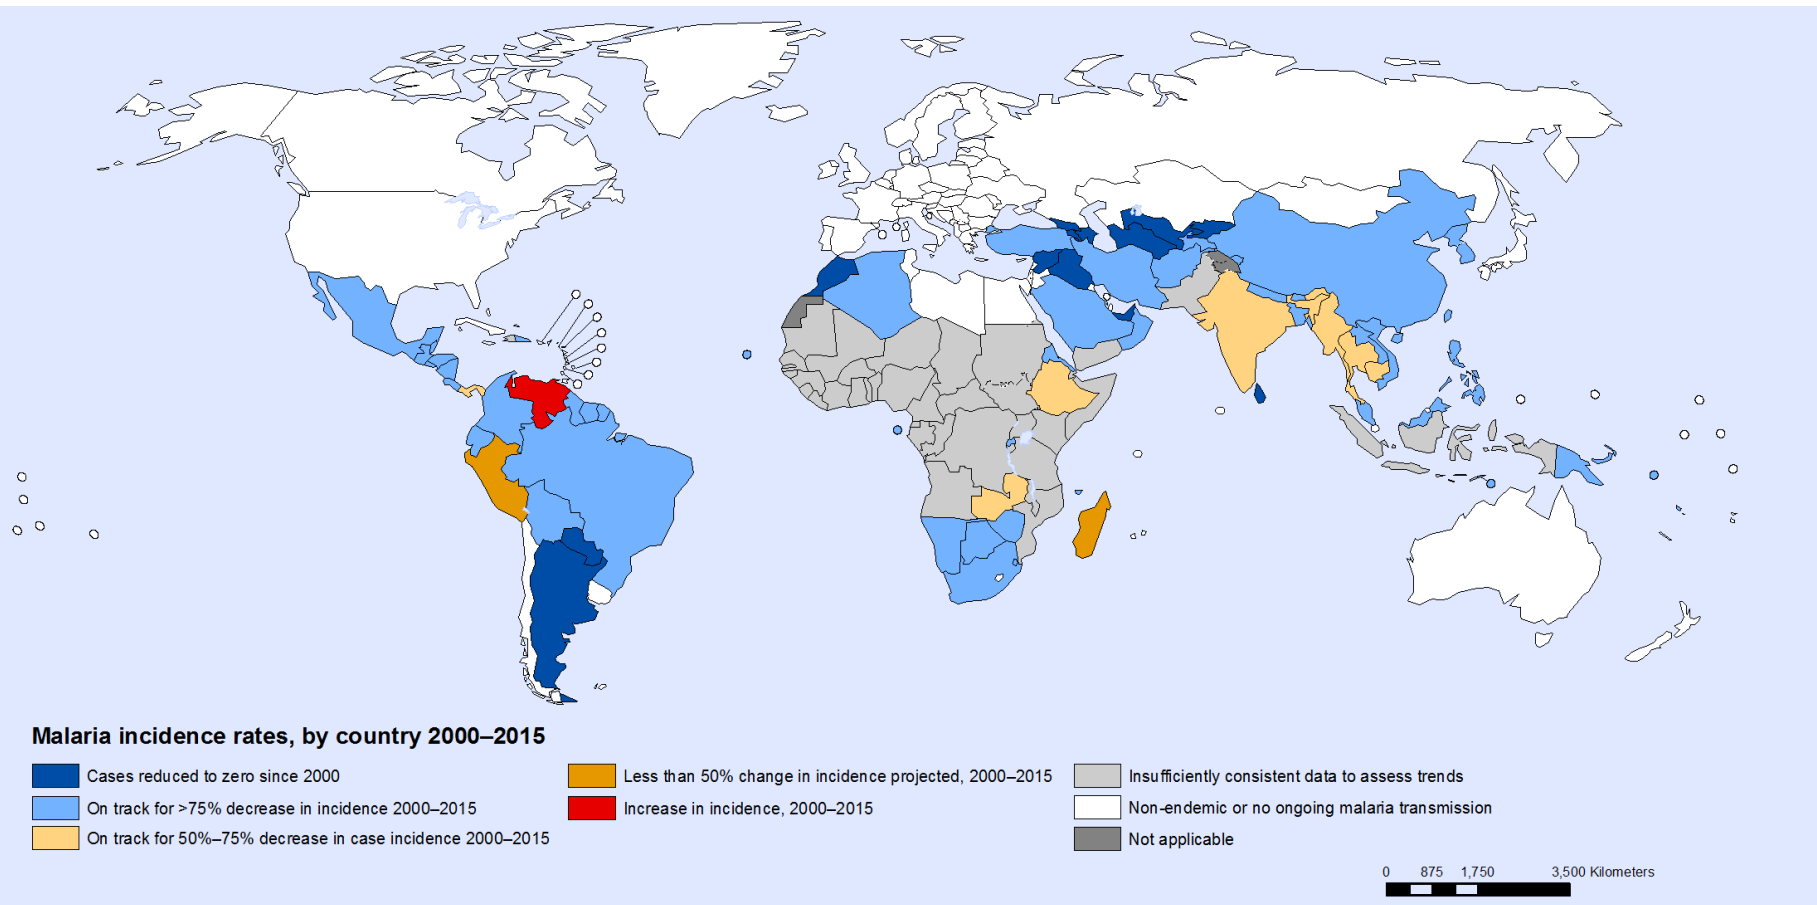 Malaria incidence rates, by country 2000–2015
Cases reduced to zero since 2000
On track for >75% decrease in incidence 2000–2015
On track for 50%–75% decrease in case incidence 2000–2015
Less than 50% change in incidence projected, 2000–2015
Increase in incidence, 2000–2015
Insufficiently consistent data to assess trends
Non-endemic or no ongoing malaria transmission
Not applicable
0 875 1,750 3,500 Kilometers